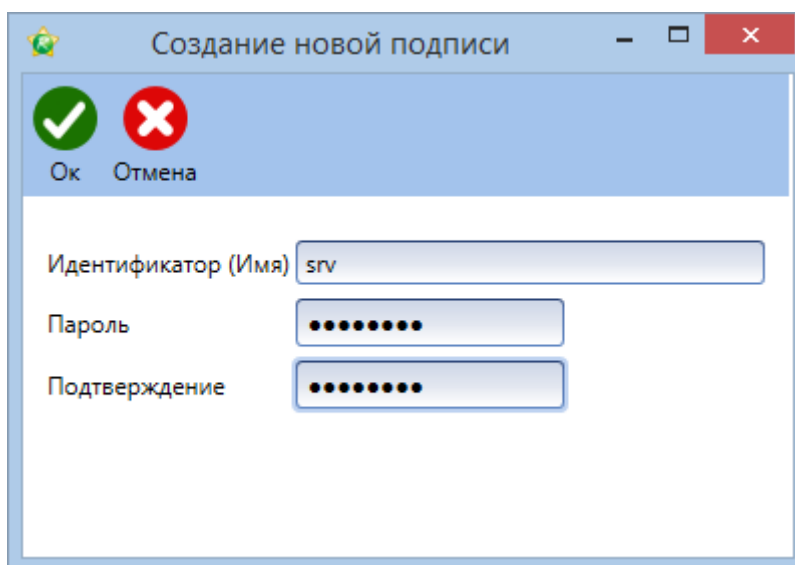 Создание новой подписи
Ок Отмена
Идентификатор (Имя) srv
Пароль ●●●●●●●●
Подтверждение ●●●●●●●●